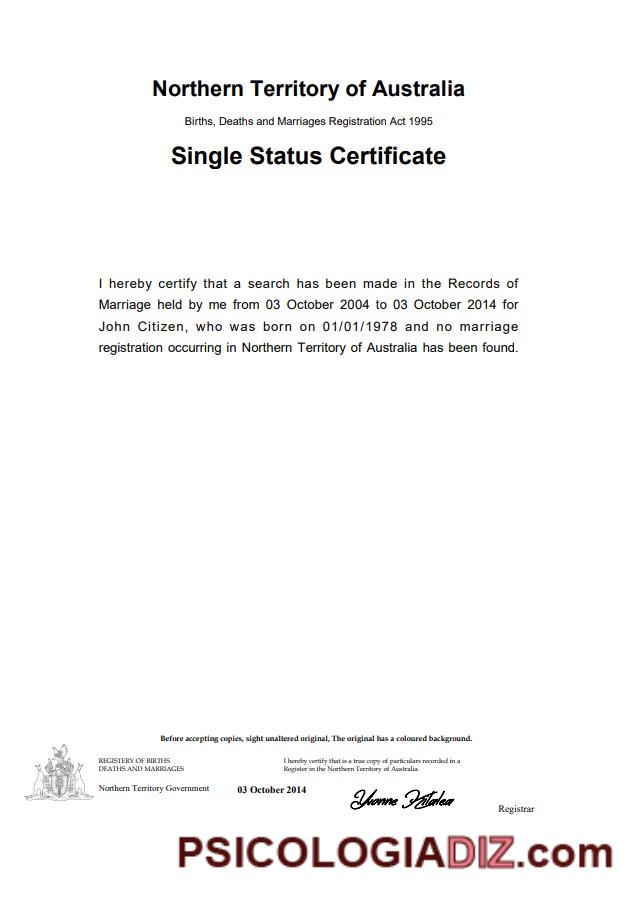 Northern Territory of Australia
Births, Deaths and Marriages Registration Act 1995
Single Status Certificate
I hereby certify that a search has been made in the Records of
Marriage held by me from 03 October 2004 to 03 October 2014 for
John Citizen, who was born on 01/01/1978 and no marriage
registration occurring in Northern Territory of Australia has been found.
Before accepting copies, sight unaltered original, The original has a coloured background.
REGISTERY OF BIRTHS
DEATHS AND MARRIAGES
Northern Territory Government
03 October 2014
I hereby certify that is a true copy of particulars recorded in a
Register in the Northern Territory of Australia.
Yvonne
Registrar
PSICOLOGIADIZ.com